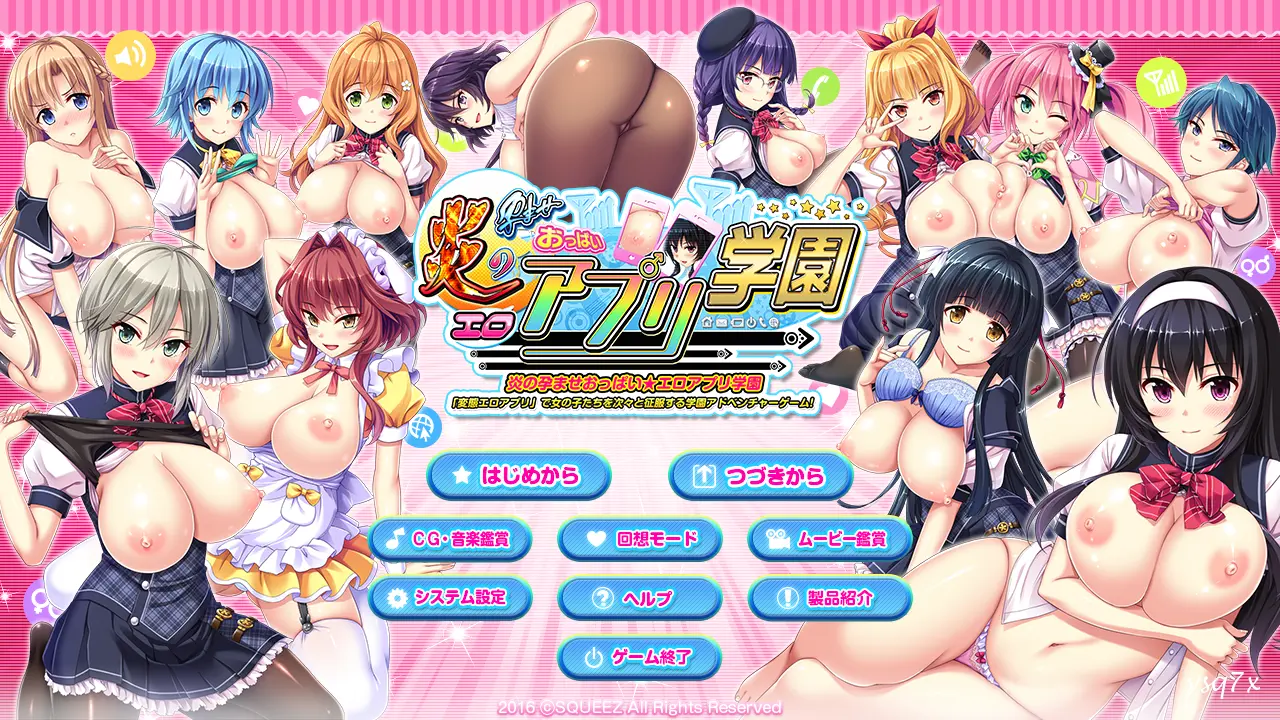 炎の
おっぱい
エロ
アプリ
学園
炎の孕ませおっぱい★エロアプリ学園
「変態エロアプリ」で女の子たちを次々と征服する学園アドベンチャーゲーム!
はじめから
つづきから
CG・音楽鑑賞
回想モード
ムービー鑑賞
システム設定
ヘルプ
製品紹介
ゲーム終了
sq7x
2016 ©SQUEEZ All Rights Reserved